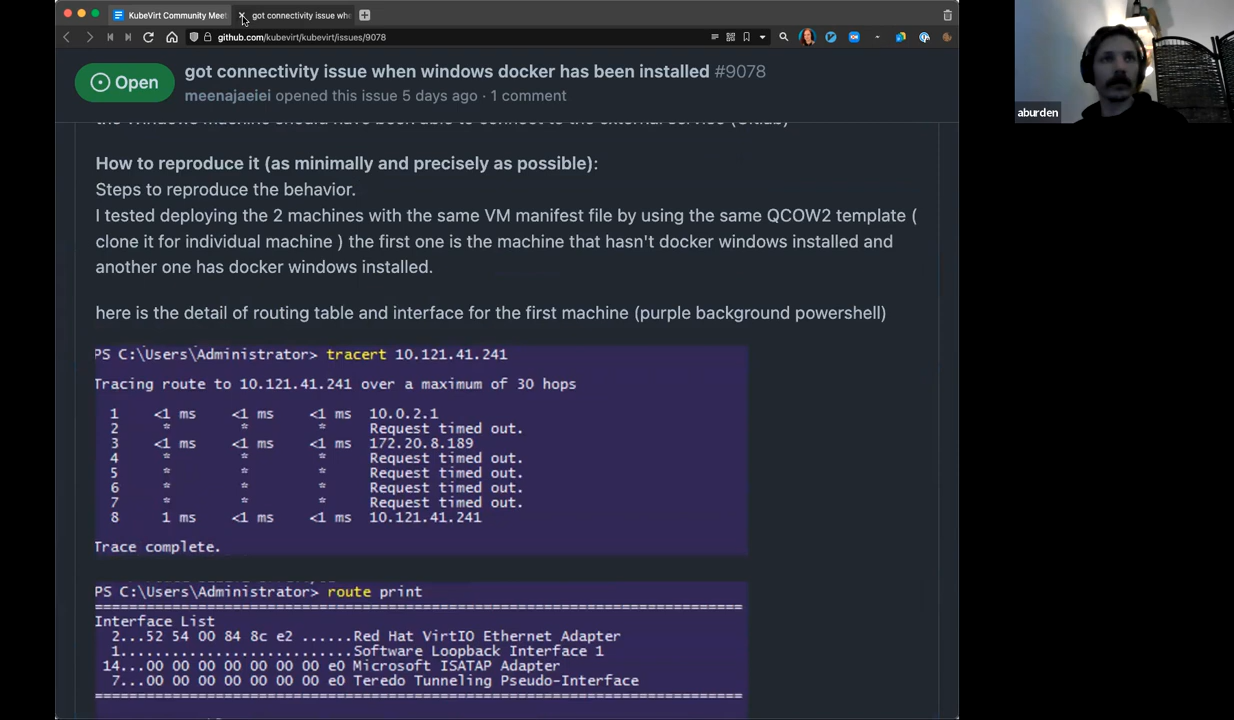 KubeVirt Community Meet
got connectivity issue whe
github.com/kubevirt/kubevirt/issues/9078
Open
got connectivity issue when windows docker has been installed #9078
meenajaeiei opened this issue 5 days ago · 1 comment
How to reproduce it (as minimally and precisely as possible):
Steps to reproduce the behavior.
I tested deploying the 2 machines with the same VM manifest file by using the same QCOW2 template (
clone it for individual machine ) the first one is the machine that hasn't docker windows installed and
another one has docker windows installed.
here is the detail of routing table and interface for the first machine (purple background powershell)
PS C:\Users\Administrator> tracert 10.121.41.241
Tracing route to 10.121.41.241 over a maximum of 30 hops
1 <1 ms <1 ms <1 ms 10.0.2.1
2 * * * Request timed out.
3 <1 ms <1 ms <1 ms 172.20.8.189
4 * * * Request timed out.
5 * * * Request timed out.
6 * * * Request timed out.
7 * * * Request timed out.
8 1 ms <1 ms <1 ms 10.121.41.241
Trace complete.
PS C:\Users\Administrator> route print
===========================================================================
Interface List
2...52 54 00 84 8c e2 ......Red Hat VirtIO Ethernet Adapter
1...........................Software Loopback Interface 1
14...00 00 00 00 00 00 00 e0 Microsoft ISATAP Adapter
7...00 00 00 00 00 00 00 e0 Teredo Tunneling Pseudo-Interface
===========================================================================
aburden